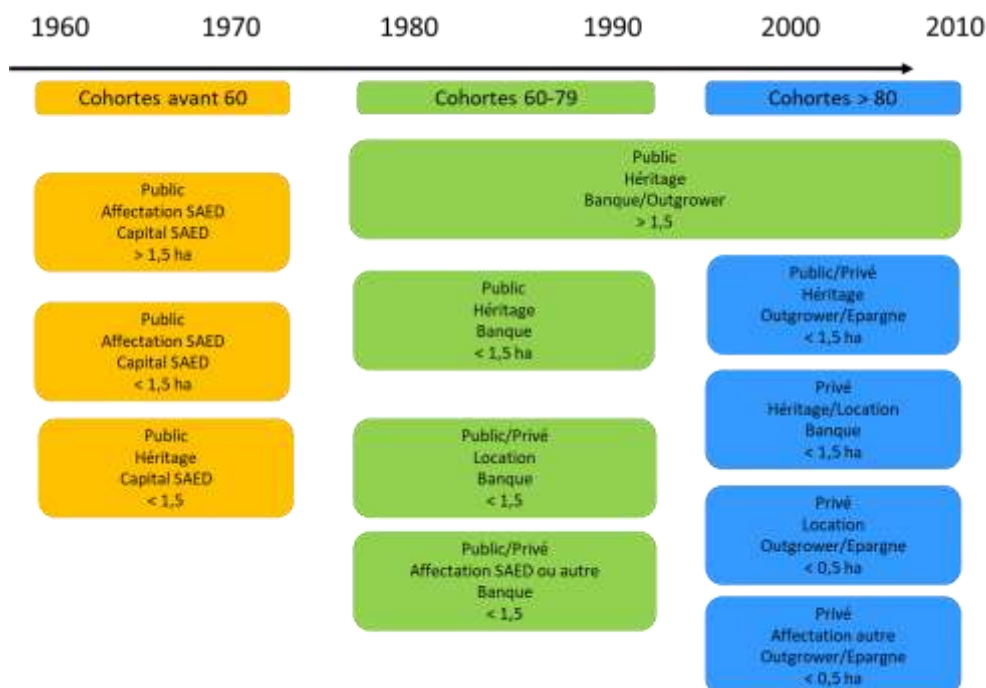 1960 1970 1980 1990 2000 2010
Cohortes avant 60
Cohortes 60-79
Cohortes > 80
Public
Affectation SAED
Capital SAED
> 1,5 ha
Public
Affectation SAED
Capital SAED
< 1,5 ha
Public
Héritage
Capital SAED
< 1,5
Public
Héritage
Banque/Outgrower
> 1,5
Public
Héritage
Banque
< 1,5 ha
Public/Privé
Location
Banque
< 1,5
Public/Privé
Affectation SAED ou autre
Banque
< 1,5
Public/Privé
Héritage
Outgrower/Epargne
< 1,5 ha
Privé
Héritage/Location
Banque
< 1,5 ha
Privé
Location
Outgrower/Epargne
< 0,5 ha
Privé
Affectation autre
Outgrower/Epargne
< 0,5 ha